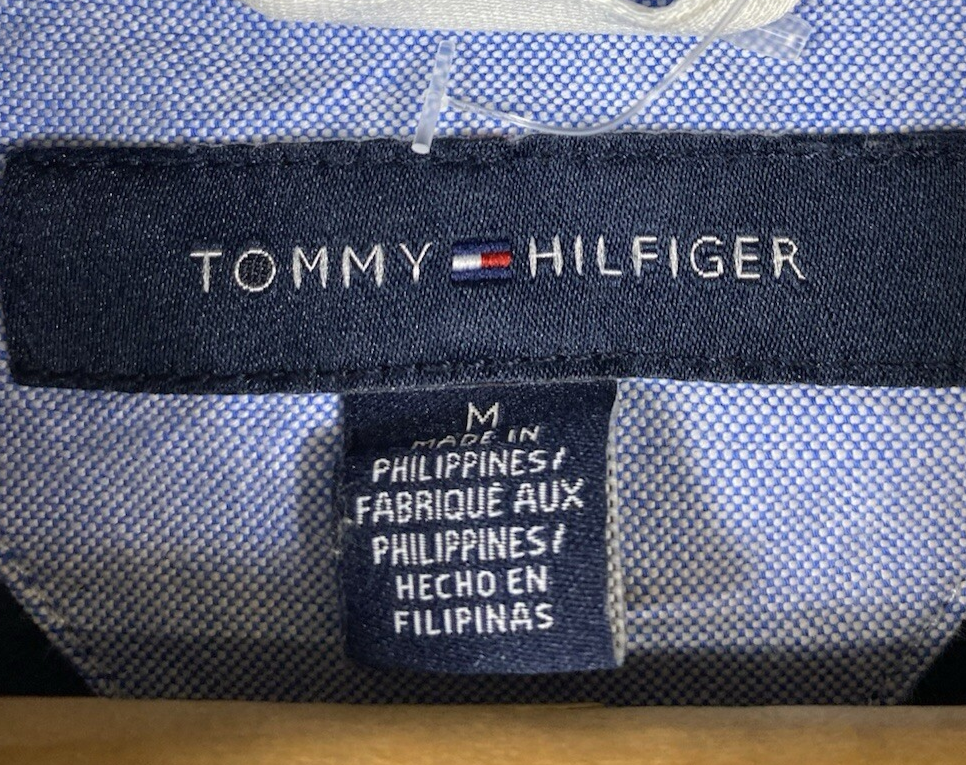 TOMMY HILFIGER
M
MADE IN
PHILIPPINES/
FABRIQUÉ AUX
PHILIPPINES/
HECHO EN
FILIPINAS